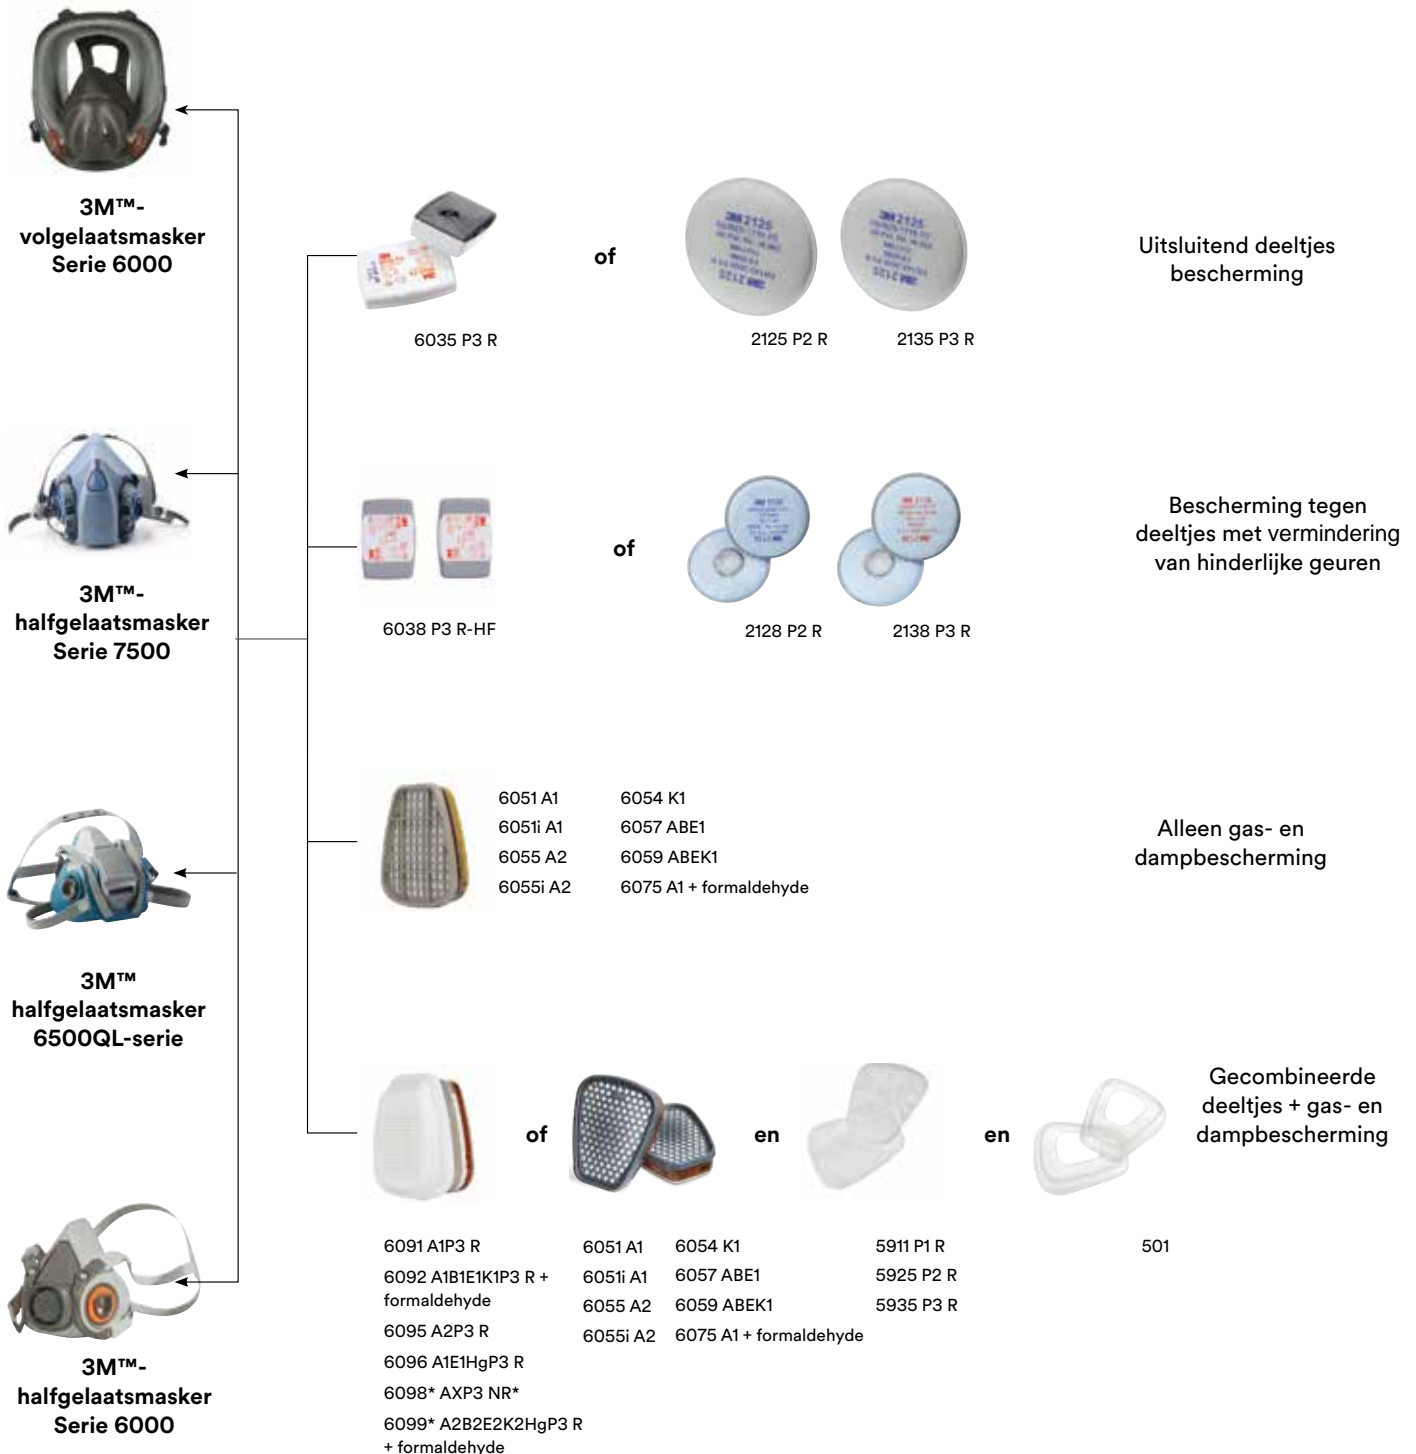 3M™-
volgelaatsmasker
Serie 6000
6035 P3 R
of
3M 2125
3M 2125
2125 P2 R
2135 P3 R
Uitsluitend deeltjes
bescherming
3M™-
halfgelaatsmasker
Serie 7500
6038 P3 R-HF
of
2128 P2 R
2138 P3 R
Bescherming tegen
deeltjes met vermindering
van hinderlijke geuren
6051 A1
6051i A1
6055 A2
6055i A2
6054 K1
6057 ABE1
6059 ABEK1
6075 A1 + formaldehyde
Alleen gas- en
dampbescherming
3M™
halfgelaatsmasker
6500QL-serie
of
en
en
Gecombineerde
deeltjes + gas- en
dampbescherming
6091 A1P3 R
6092 A1B1E1K1P3 R +
formaldehyde
6095 A2P3 R
6096 A1E1HgP3 R
6098* AXP3 NR*
6099* A2B2E2K2HgP3 R
+ formaldehyde
6051 A1
6051i A1
6055 A2
6055i A2
6054 K1
6057 ABE1
6059 ABEK1
6075 A1 + formaldehyde
5911 P1 R
5925 P2 R
5935 P3 R
501
3M™-
halfgelaatsmasker
Serie 6000